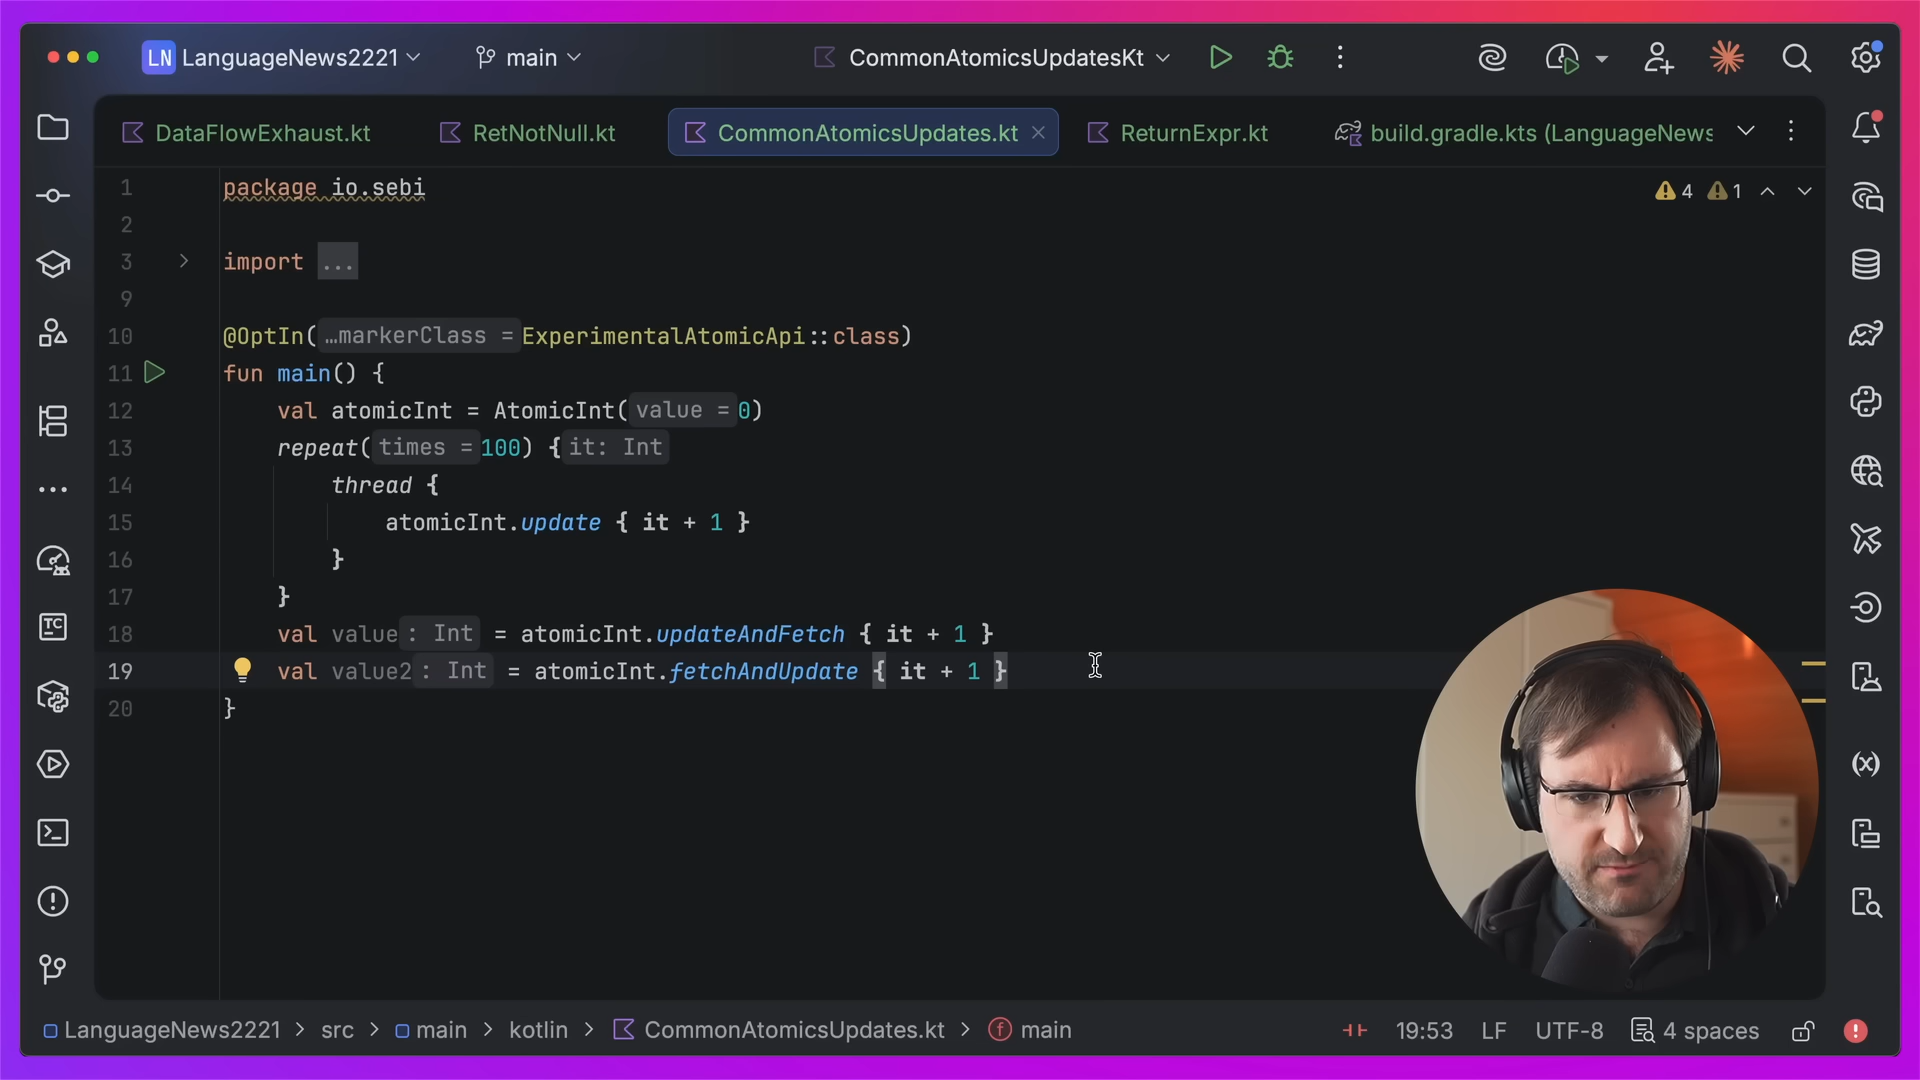 LN LanguageNews2221 main CommonAtomicsUpdatesKt
DataFlowExhaust.kt RetNotNull.kt CommonAtomicsUpdates.kt ReturnExpr.kt build.gradle.kts (LanguageNews
1 package io.sebi 4 1
2
3 import ...
9
10 @OptIn( …markerClass = ExperimentalAtomicApi::class)
11 fun main() {
12 val atomicInt = AtomicInt( value = 0)
13 repeat( times = 100) { it: Int
14 thread {
15 atomicInt.update { it + 1 }
16 }
17 }
18 val value : Int = atomicInt.updateAndFetch { it + 1 }
19 val value2 : Int = atomicInt.fetchAndUpdate { it + 1 }
20 }
TC
(x)
LanguageNews2221 > src > main > kotlin > CommonAtomicsUpdates.kt > f main 19:53 LF UTF-8 4 spaces